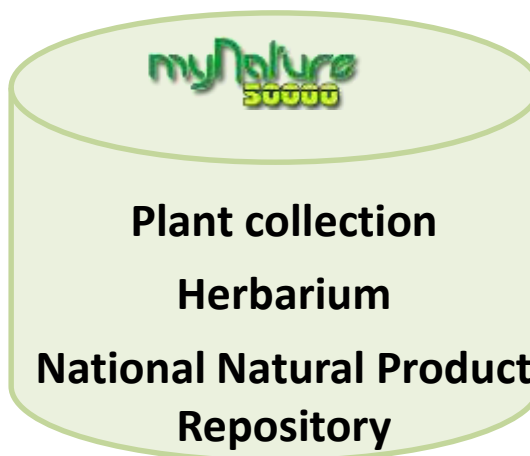 myNature
50000
Plant collection
Herbarium
National Natural Product
Repository